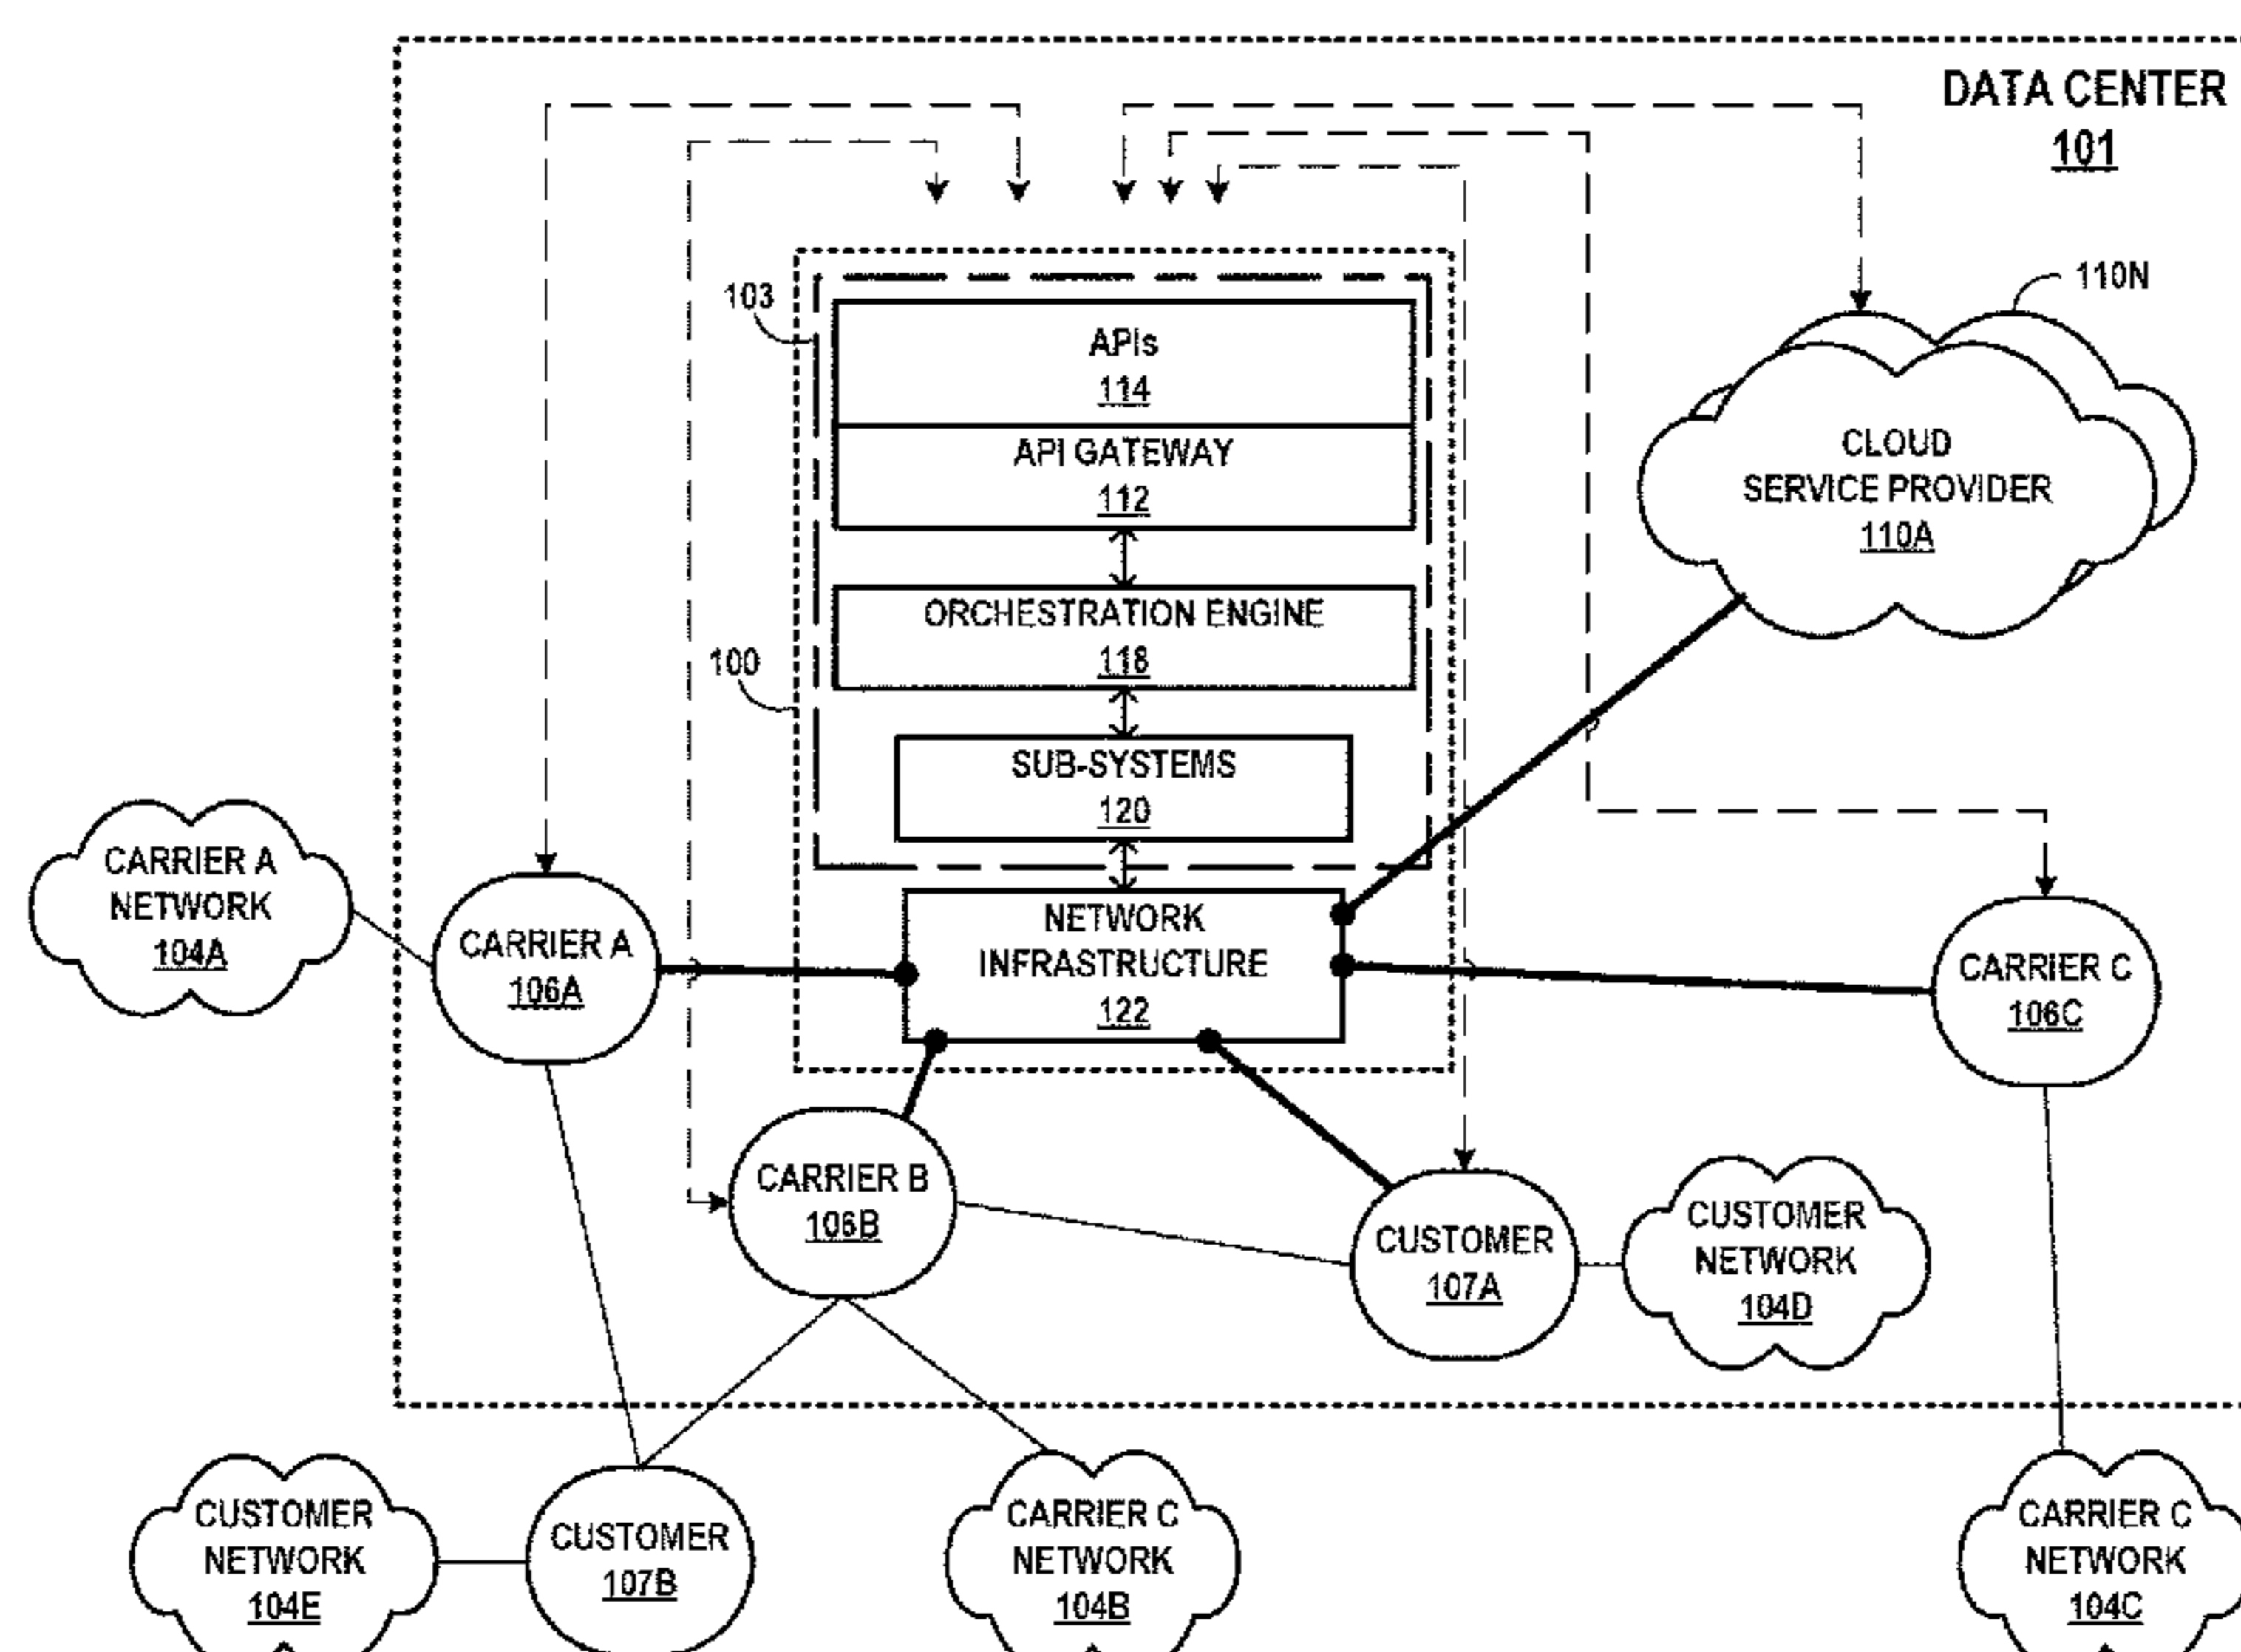 DATA CENTER
101
110N
103
APIs
114
API GATEWAY
112
CLOUD
SERVICE PROVIDER
110A
ORCHESTRATION ENGINE
118
100
SUB-SYSTEMS
120
CARRIER A
NETWORK
104A
CARRIER A
106A
NETWORK
INFRASTRUCTURE
122
CARRIER C
106C
CARRIER B
106B
CUSTOMER
107A
CUSTOMER
NETWORK
104D
CUSTOMER
NETWORK
104E
CUSTOMER
107B
CARRIER C
NETWORK
104B
CARRIER C
NETWORK
104C